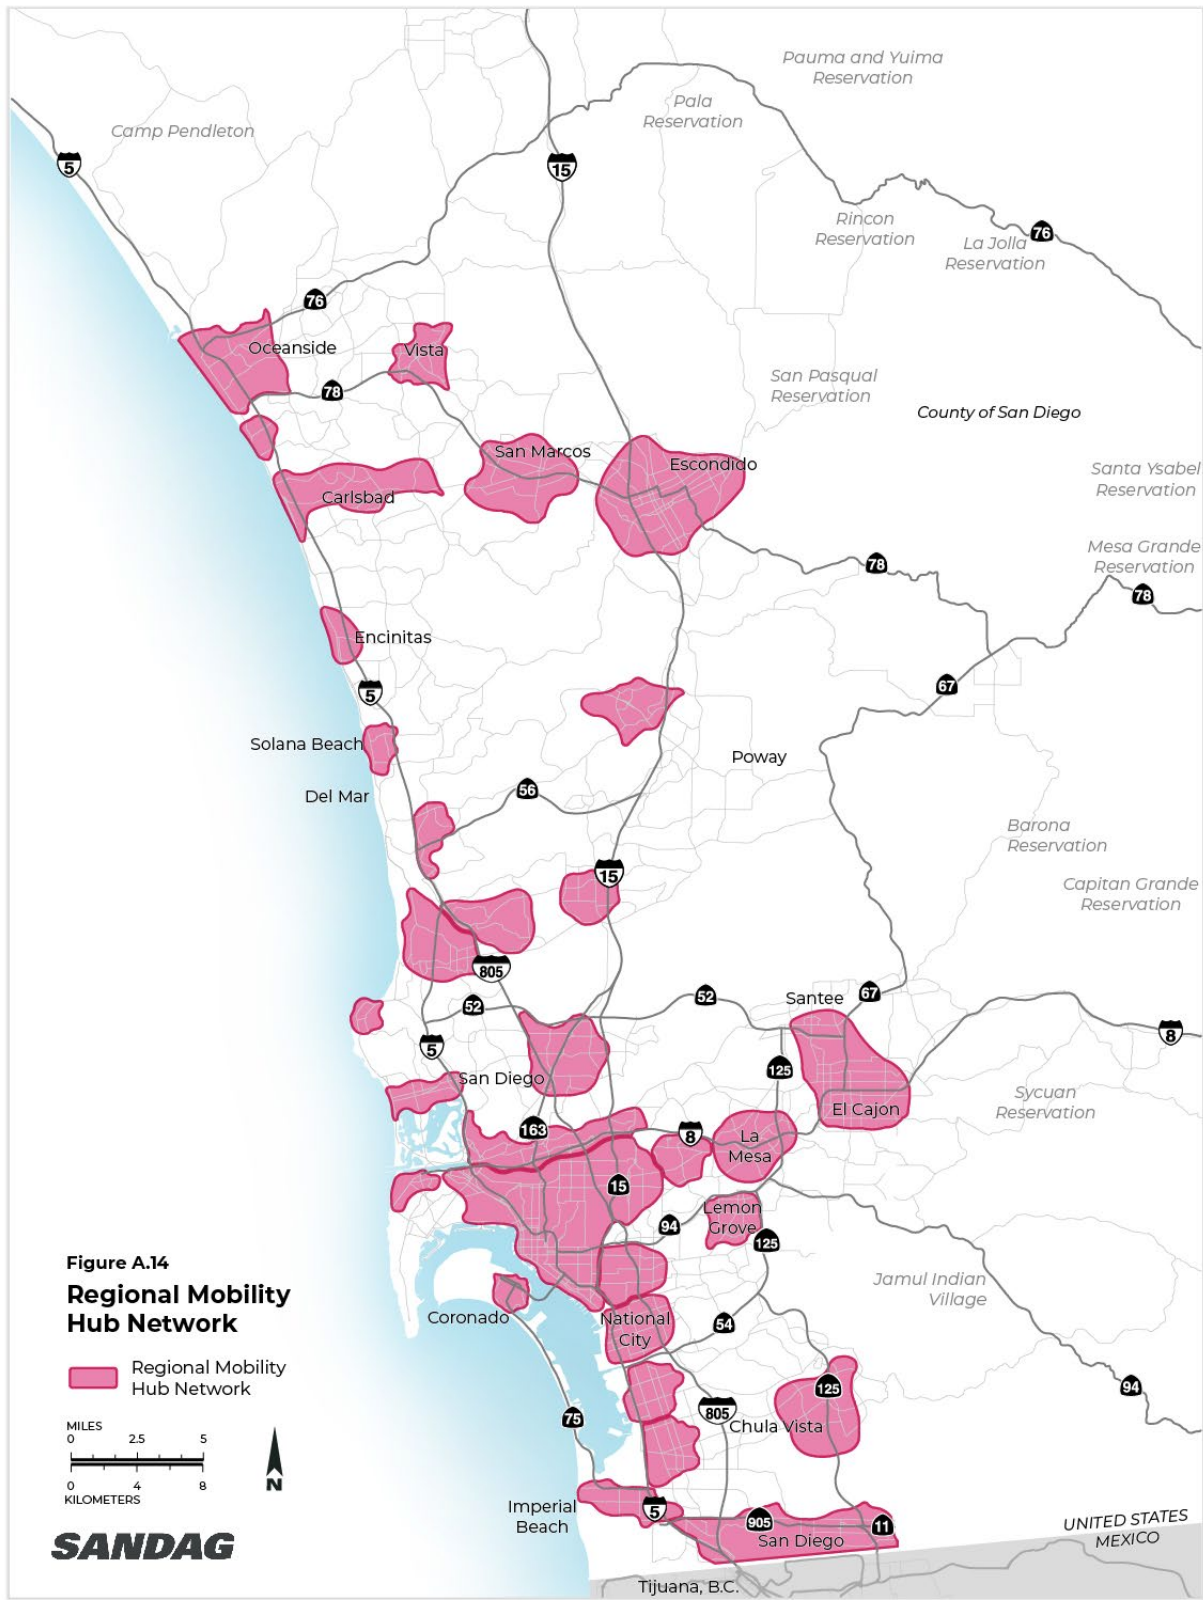 Pauma and Yuima
Reservation
Pala
Reservation
Camp Pendleton
5
15
Rincon
Reservation
La Jolla
Reservation
76
76
Oceanside
Vista
78
San Pasqual
Reservation
County of San Diego
San Marcos
Escondido
Santa Ysabel
Reservation
Carlsbad
Mesa Grande
Reservation
78
78
Encinitas
5
67
Solana Beach
Poway
Del Mar
56
Barona
Reservation
15
Capitan Grande
Reservation
805
52
52
Santee
67
8
5
San Diego
125
Sycuan
Reservation
El Cajon
163
8
La
Mesa
15
Lemon
Grove
94
125
Figure A.14
Regional Mobility
Hub Network
Jamul Indian
Village
Coronado
National
City
54
Regional Mobility
Hub Network
125
94
805
75
Chula Vista
MILES
0 2.5 5
0 4 8
KILOMETERS
N
Imperial
Beach
5
905
11
San Diego
UNITED STATES
MEXICO
SANDAG
Tijuana, B.C.